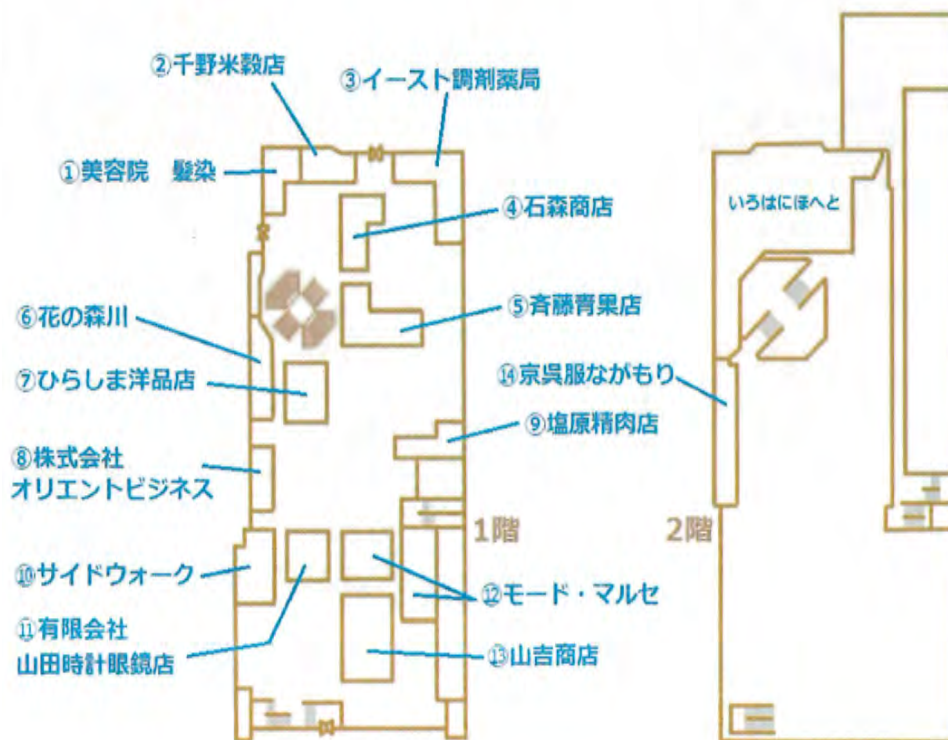 ②千野米穀店
③イースト調剤薬局
①美容院　髪染
④石森商店
いろはにほへと
⑥花の森川
⑤斉藤青果店
⑦ひらしま洋品店
⑭京呉服ながもり
⑨塩原精肉店
⑧株式会社
オリエントビジネス
1階
2階
⑩サイドウォーク
⑫モード・マルセ
⑪有限会社
山田時計眼鏡店
⑬山吉商店